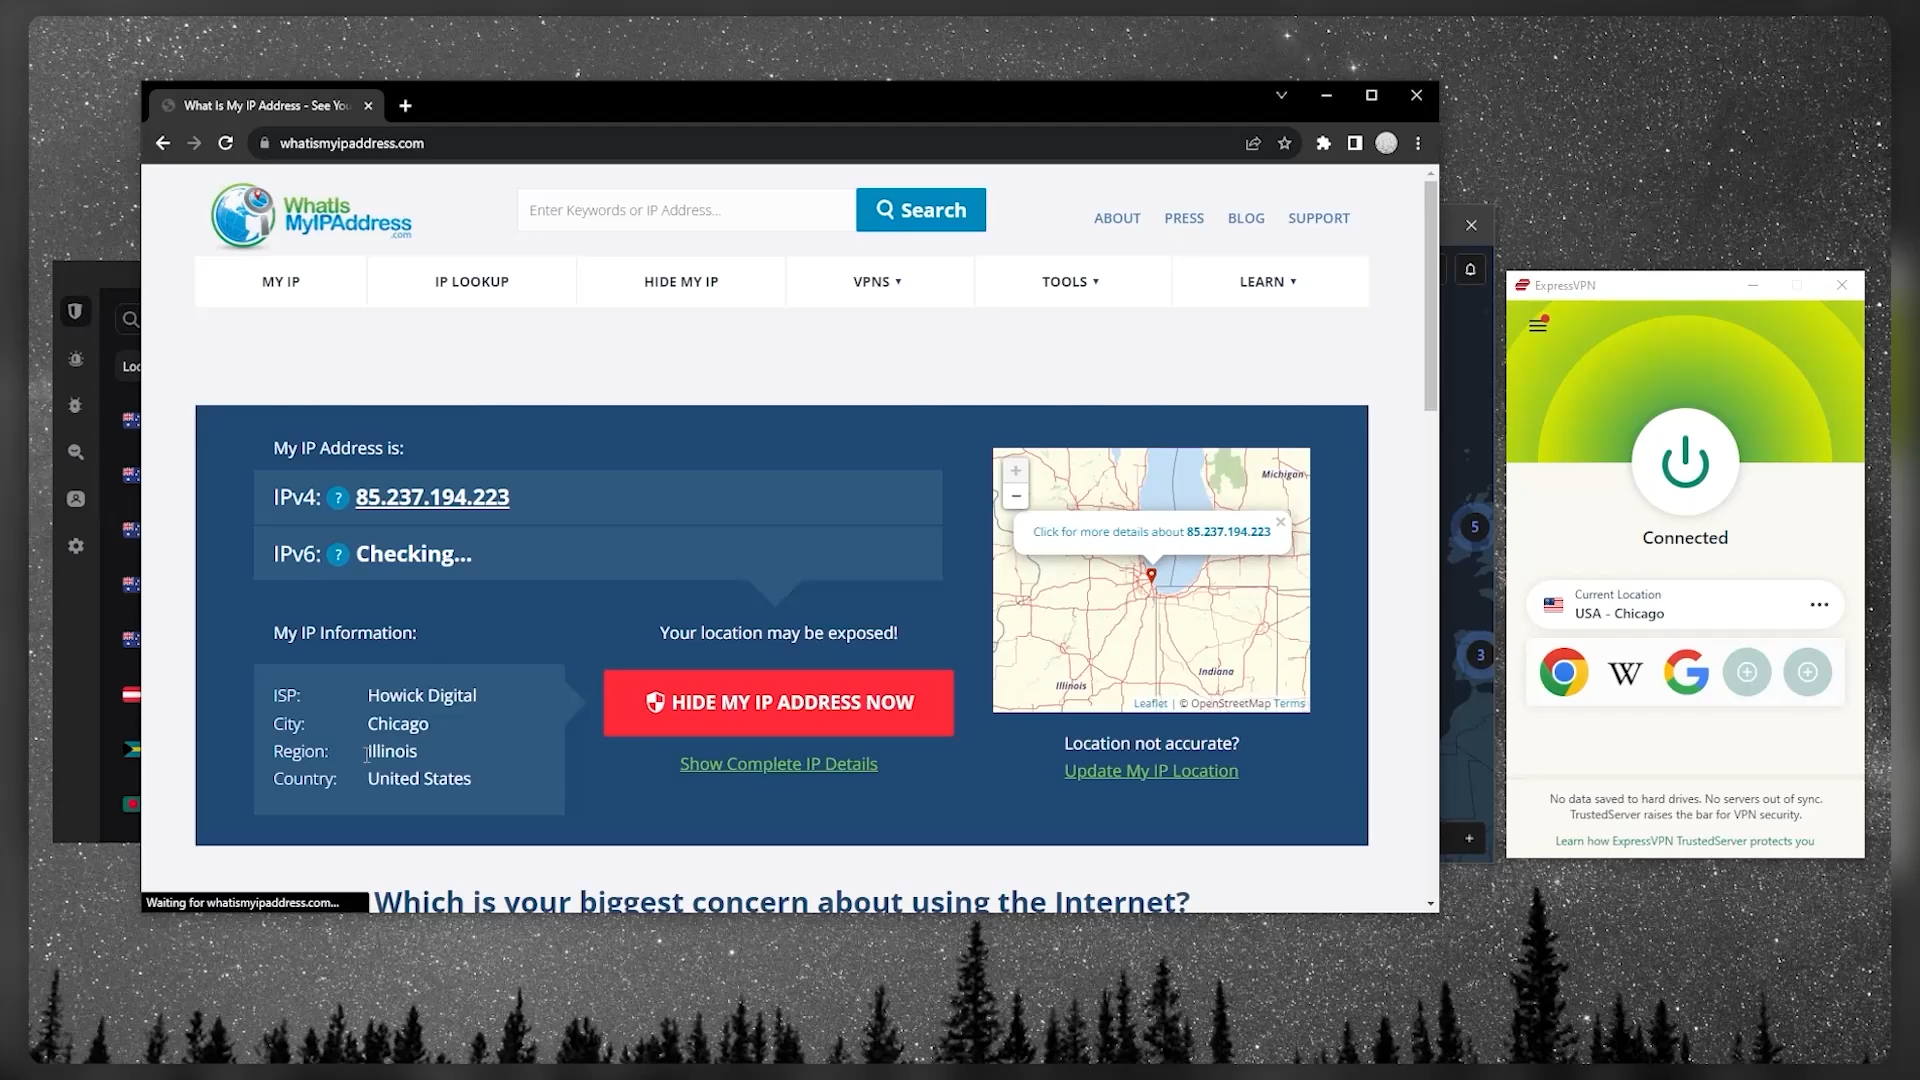 What Is My IP Address - See You
whatismyipaddress.com
WhatIs
MyIPAddress
.com
Enter Keywords or IP Address...
Search
ABOUT
PRESS
BLOG
SUPPORT
MY IP
IP LOOKUP
HIDE MY IP
VPNS
TOOLS
LEARN
Loc
My IP Address is:
IPv4: ? 85.237.194.223
IPv6: ? Checking...
My IP Information:
ISP: Howick Digital
City: Chicago
Region: Illinois
Country: United States
Your location may be exposed!
HIDE MY IP ADDRESS NOW
Show Complete IP Details
+
−
Michigan
Click for more details about 85.237.194.223
×
Indiana
Illinois
Leaflet | © OpenStreetMap Terms
Location not accurate?
Update My IP Location
Which is your biggest concern about using the Internet?
Waiting for whatismyipaddress.com...
5
3
+
ExpressVPN
Connected
Current Location
USA - Chicago
W
G
No data saved to hard drives. No servers out of sync.
TrustedServer raises the bar for VPN security.
Learn how ExpressVPN TrustedServer protects you